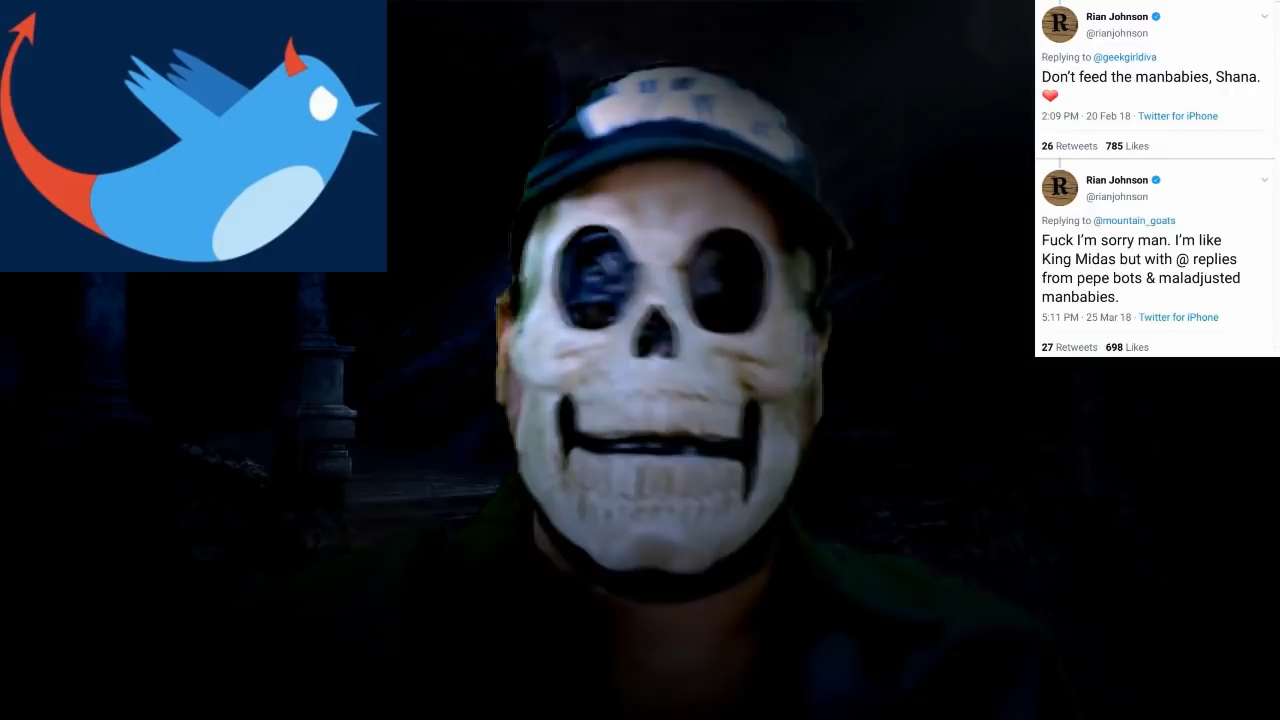 Rian Johnson
@rianjohnson
Replying to @geekgirldiva
Don't feed the manbabies, Shana.
❤️
2:09 PM · 20 Feb 18 · Twitter for iPhone
26 Retweets 785 Likes
Rian Johnson
@rianjohnson
Replying to @mountain_goats
Fuck I'm sorry man. I'm like
King Midas but with @ replies
from pepe bots & maladjusted
manbabies.
5:11 PM · 25 Mar 18 · Twitter for iPhone
27 Retweets 698 Likes